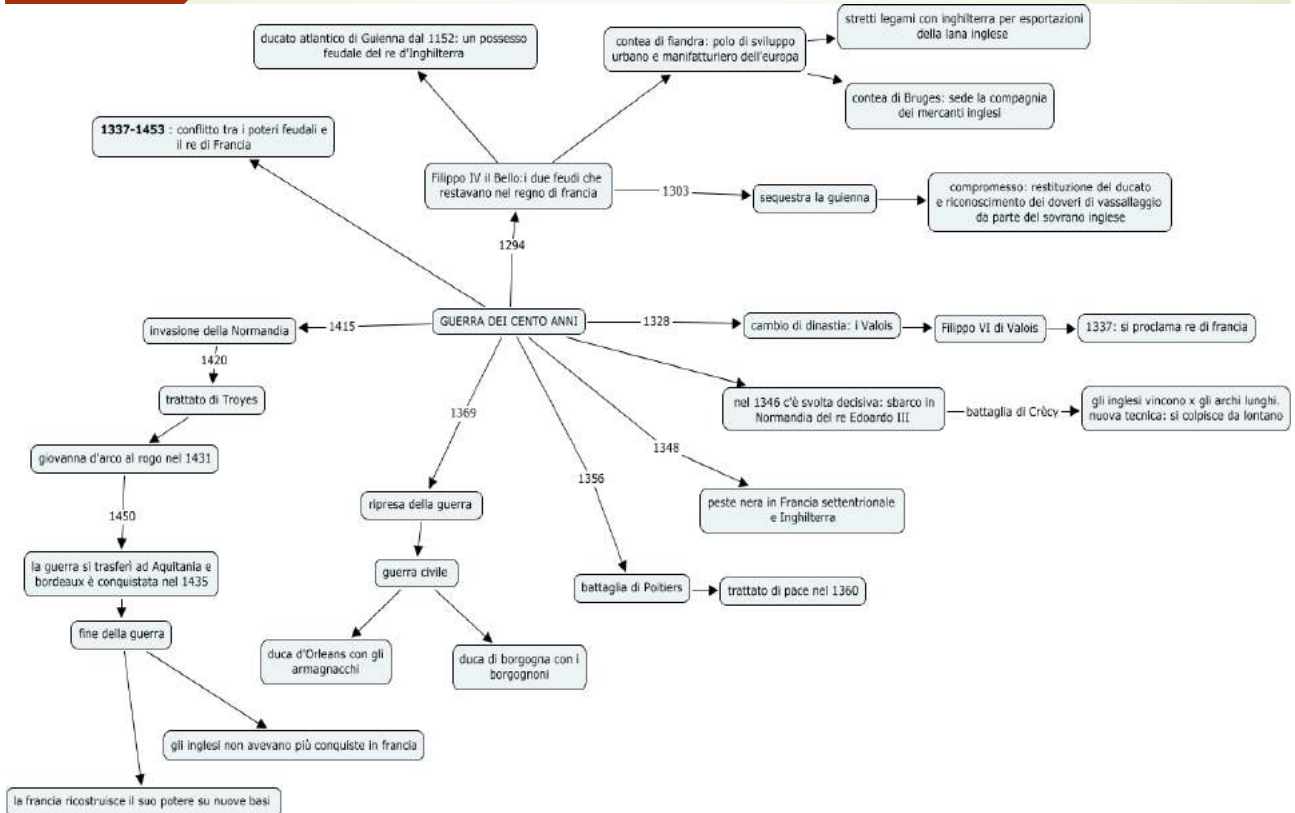 ducato atlantico di Guienna dal 1152: un possesso
feudale del re d'Inghilterra
contea di fiandra: polo di sviluppo
urbano e manifatturiero dell'europa
stretti legami con inghilterra per esportazioni
della lana inglese
contea di Bruges: sede la compagnia
dei mercanti inglesi
1337-1453 : conflitto tra i poteri feudali e
il re di Francia
Filippo IV il Bello:i due feudi che
restavano nel regno di francia
1303
sequestra la guienna
compromesso: restituzione del ducato
e riconoscimento dei doveri di vassallaggio
da parte del sovrano inglese
1294
GUERRA DEI CENTO ANNI
1328
cambio di dinastia: i Valois
Filippo VI di Valois
1337: si proclama re di francia
1415
invasione della Normandia
1420
trattato di Troyes
giovanna d'arco al rogo nel 1431
1450
la guerra si trasferì ad Aquitania e
bordeaux è conquistata nel 1435
fine della guerra
gli inglesi non avevano più conquiste in francia
la francia ricostruisce il suo potere su nuove basi
1369
ripresa della guerra
guerra civile
duca d'Orleans con gli
armagnacchi
duca di borgogna con i
borgognoni
1356
battaglia di Poitiers
trattato di pace nel 1360
1348
peste nera in Francia settentrionale
e Inghilterra
nel 1346 c'è svolta decisiva: sbarco in
Normandia del re Edoardo III
battaglia di Crècy
gli inglesi vincono x gli archi lunghi.
nuova tecnica: si colpisce da lontano